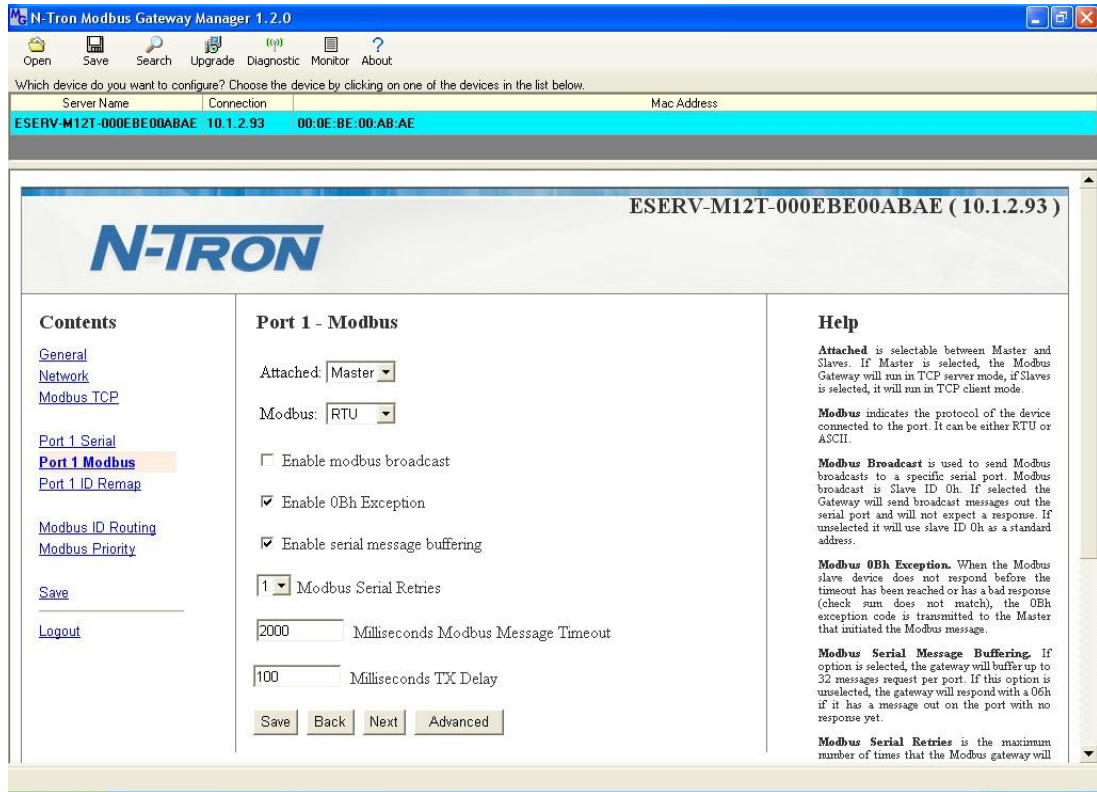 N-Tron Modbus Gateway Manager 1.2.0
Open Save Search Upgrade Diagnostic Monitor About
Which device do you want to configure? Choose the device by clicking on one of the devices in the list below.
Server Name Connection Mac Address
ESERV-M12T-000EBE00ABAE 10.1.2.93 00:0E:BE:00:AB:AE
ESERV-M12T-000EBE00ABAE ( 10.1.2.93 )
N-TRON
Contents
General
Network
Modbus TCP
Port 1 Serial
Port 1 Modbus
Port 1 ID Remap
Modbus ID Routing
Modbus Priority
Save
Logout
Port 1 - Modbus
Attached: Master
Modbus: RTU
Enable modbus broadcast
Enable 0Bh Exception
Enable serial message buffering
1 Modbus Serial Retries
2000 Milliseconds Modbus Message Timeout
100 Milliseconds TX Delay
Save Back Next Advanced
Help
Attached is selectable between Master and
Slaves. If Master is selected, the Modbus
Gateway will run in TCP server mode, if Slaves
is selected, it will run in TCP client mode.
Modbus indicates the protocol of the device
connected to the port. It can be either RTU or
ASCII.
Modbus Broadcast is used to send Modbus
broadcasts to a specific serial port. Modbus
broadcast is Slave ID 0h. If selected the
Gateway will send broadcast messages out the
serial port and will not expect a response. If
unselected it will use slave ID 0h as a standard
address.
Modbus 0Bh Exception. When the Modbus
slave device does not respond before the
timeout has been reached or has a bad response
(check sum does not match), the 0Bh
exception code is transmitted to the Master
that initiated the Modbus message.
Modbus Serial Message Buffering. If
option is selected, the gateway will buffer up to
32 messages request per port. If this option is
unselected, the gateway will respond with a 06h
if it has a message out on the port with no
response yet.
Modbus Serial Retries is the maximum
number of times that the Modbus gateway will